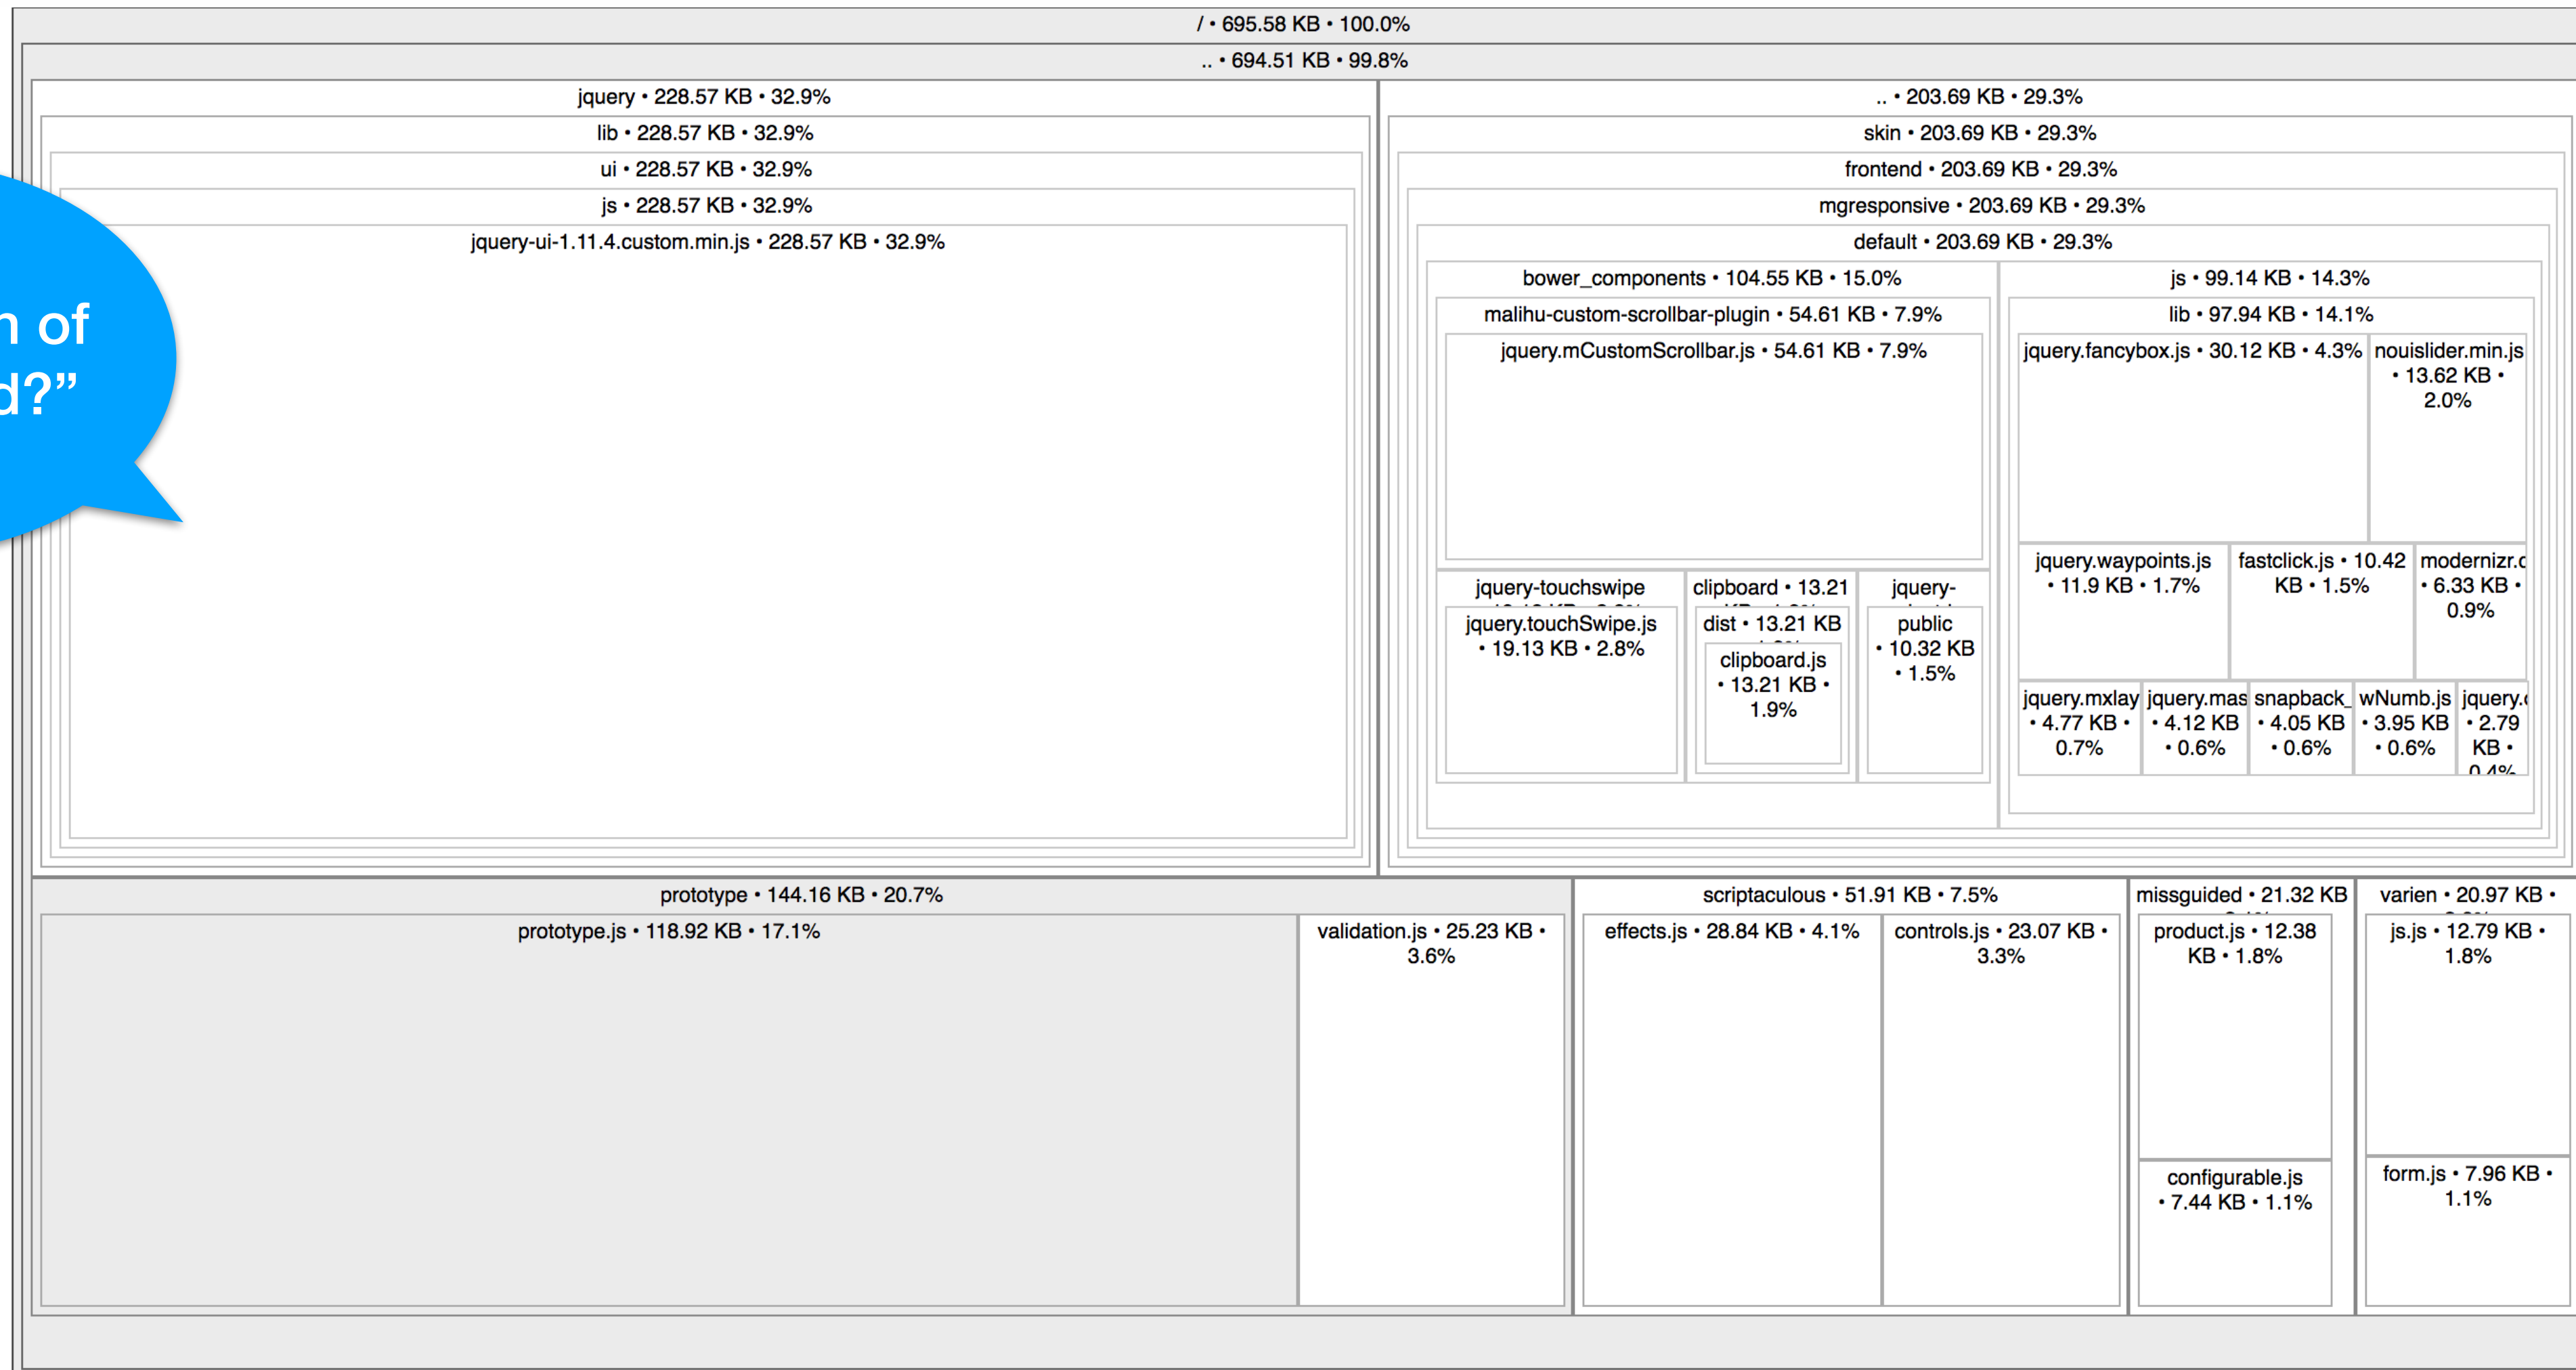 / • 695.58 KB • 100.0%
.. • 694.51 KB • 99.8%
jquery • 228.57 KB • 32.9%
lib • 228.57 KB • 32.9%
ui • 228.57 KB • 32.9%
js • 228.57 KB • 32.9%
jquery-ui-1.11.4.custom.min.js • 228.57 KB • 32.9%
n of
d?”
.. • 203.69 KB • 29.3%
skin • 203.69 KB • 29.3%
frontend • 203.69 KB • 29.3%
mgresponsive • 203.69 KB • 29.3%
default • 203.69 KB • 29.3%
bower_components • 104.55 KB • 15.0%
malihu-custom-scrollbar-plugin • 54.61 KB • 7.9%
jquery.mCustomScrollbar.js • 54.61 KB • 7.9%
jquery-touchswipe
jquery.touchSwipe.js
• 19.13 KB • 2.8%
clipboard • 13.21
dist • 13.21 KB
clipboard.js
• 13.21 KB •
1.9%
jquery-
public
• 10.32 KB
• 1.5%
js • 99.14 KB • 14.3%
lib • 97.94 KB • 14.1%
jquery.fancybox.js • 30.12 KB • 4.3%
nouislider.min.js
• 13.62 KB •
2.0%
jquery.waypoints.js
• 11.9 KB • 1.7%
fastclick.js • 10.42
KB • 1.5%
modernizr.c
• 6.33 KB •
0.9%
jquery.mxlay
• 4.77 KB •
0.7%
jquery.mas
• 4.12 KB
• 0.6%
snapback_
• 4.05 KB
• 0.6%
wNumb.js
• 3.95 KB
• 0.6%
jquery.
• 2.79
KB •
0.4%
prototype • 144.16 KB • 20.7%
prototype.js • 118.92 KB • 17.1%
validation.js • 25.23 KB •
3.6%
scriptaculous • 51.91 KB • 7.5%
effects.js • 28.84 KB • 4.1%
controls.js • 23.07 KB •
3.3%
missguided • 21.32 KB
product.js • 12.38
KB • 1.8%
configurable.js
• 7.44 KB • 1.1%
varien • 20.97 KB •
js.js • 12.79 KB •
1.8%
form.js • 7.96 KB •
1.1%